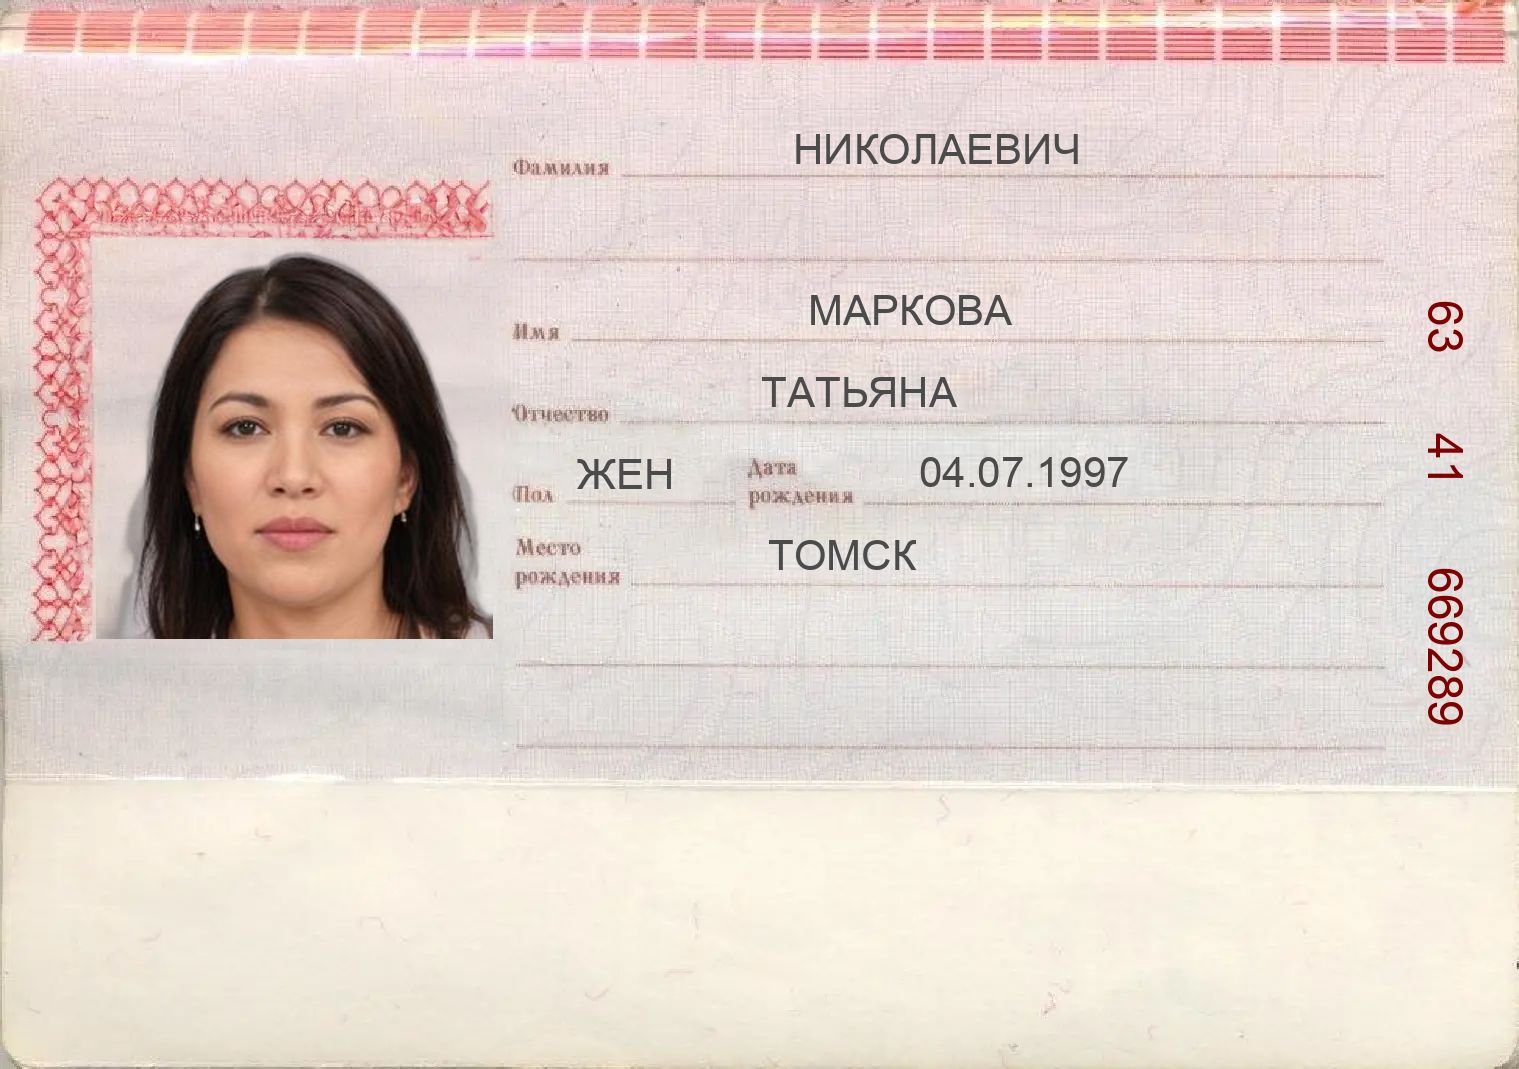 Фамилия НИКОЛАЕВИЧ
Имя МАРКОВА
Отчество ТАТЬЯНА
Пол ЖЕН Дата рождения 04.07.1997
Место рождения ТОМСК
63 41 669289